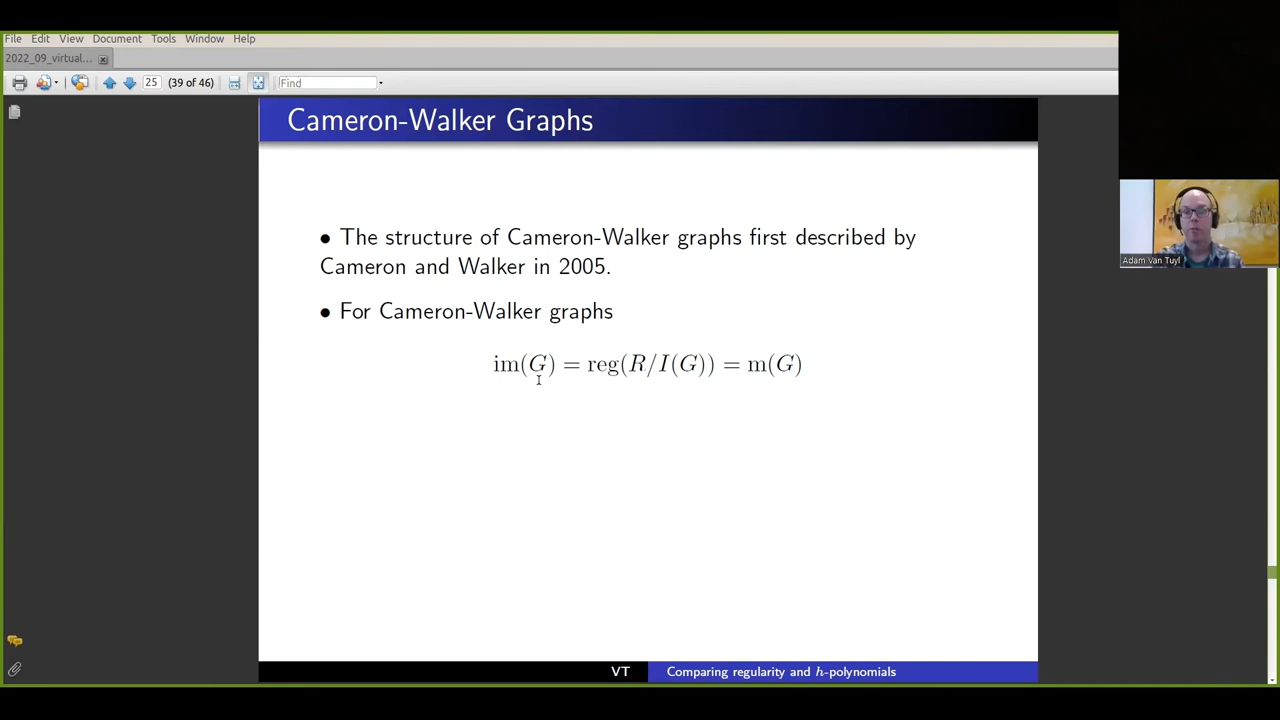 File Edit View Document Tools Window Help
2022_09_virtual...
25 (39 of 46) Find
Cameron-Walker Graphs
• The structure of Cameron-Walker graphs first described by
Cameron and Walker in 2005.
• For Cameron-Walker graphs
im(G) = reg(R/I(G)) = m(G)
Adam Van Tuyl
VT Comparing regularity and h-polynomials